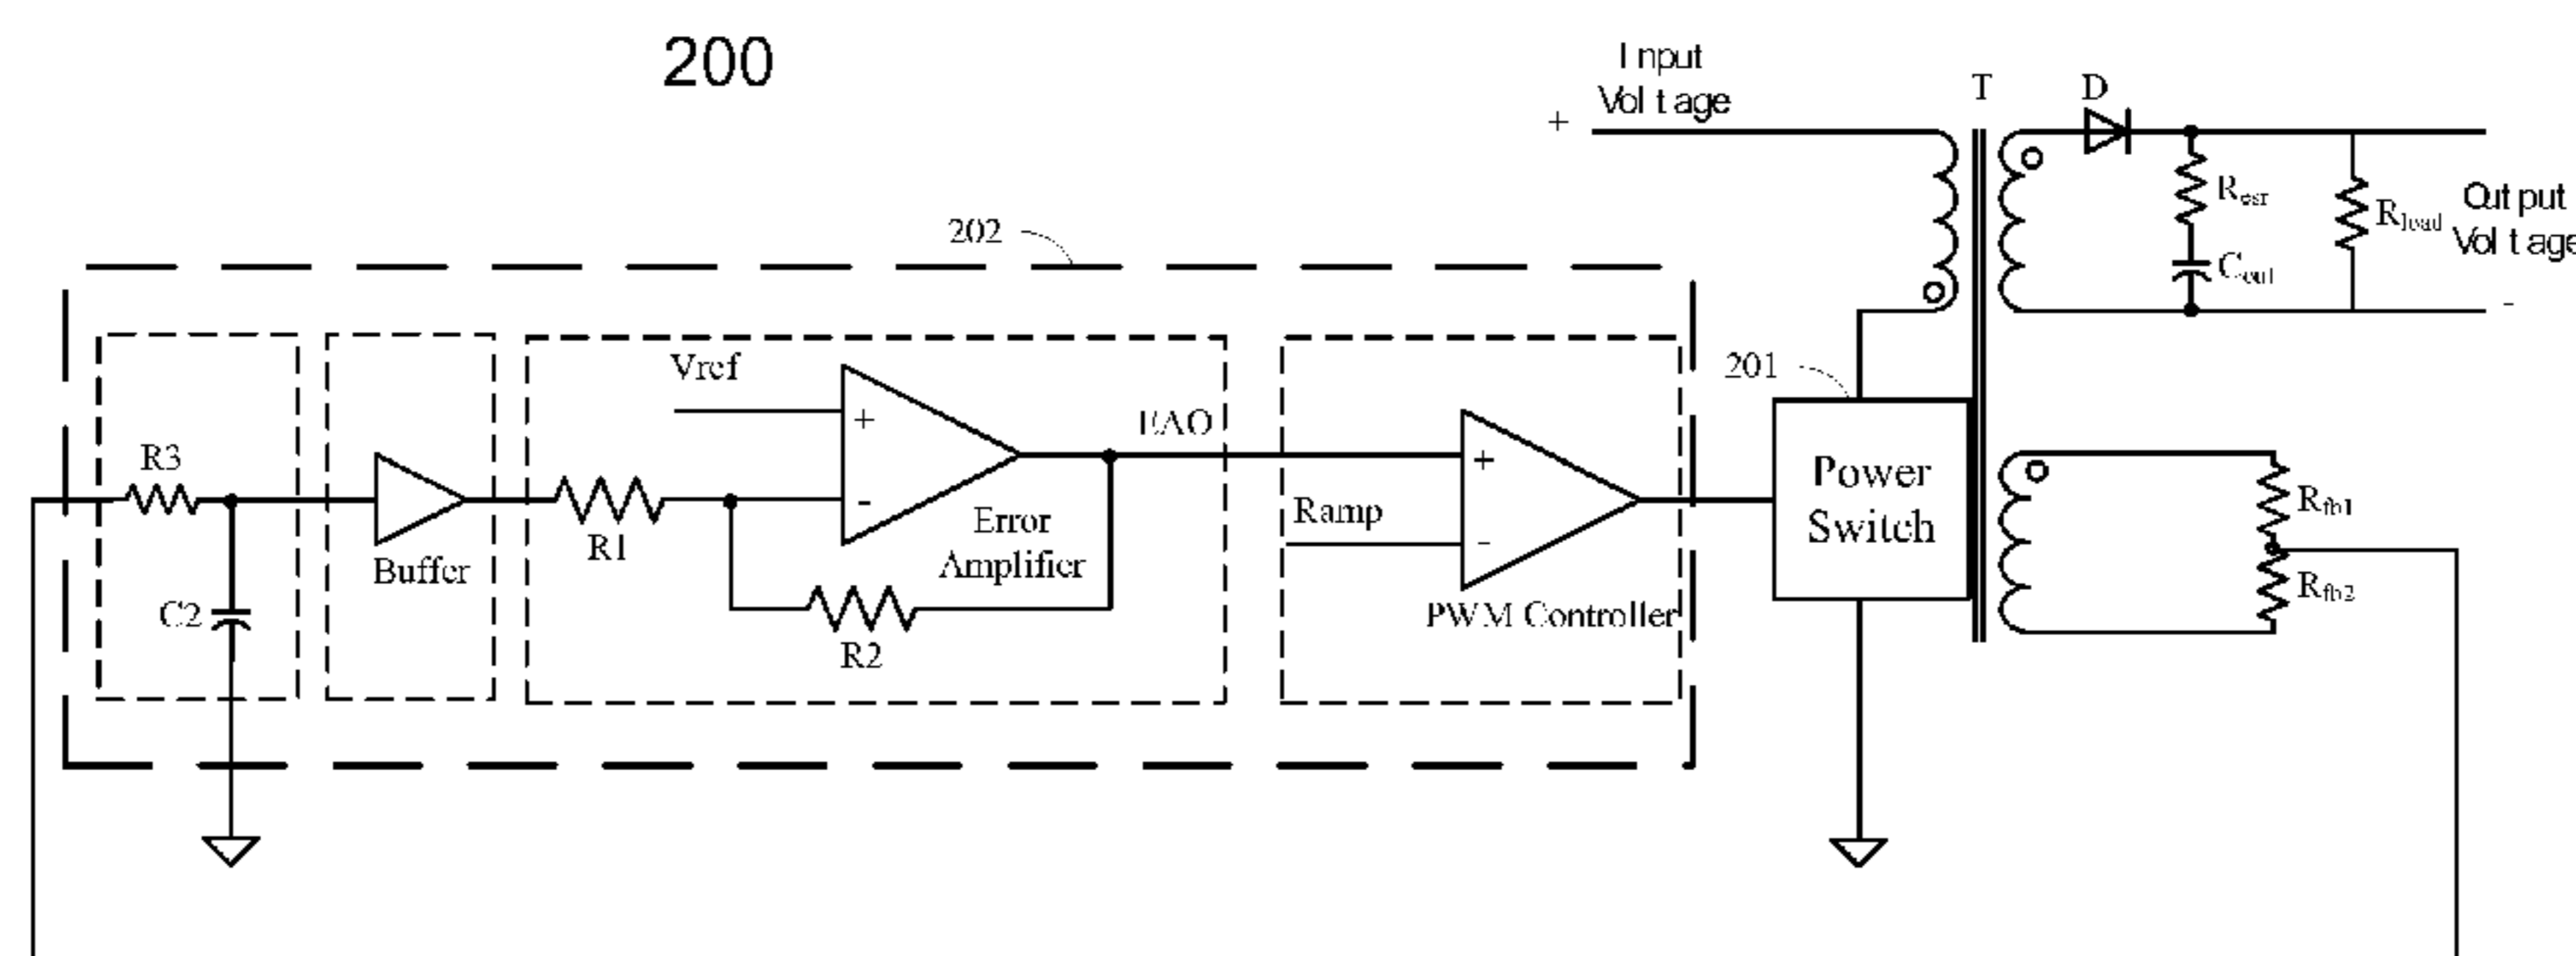 200
Input
Voltage
+
T
D
Resr
Cout
Rload
Output
Voltage
-
202
201
Vref
+
-
EAO
R3
C2
Buffer
R1
R2
Error
Amplifier
Ramp
+
-
PWM Controller
Power
Switch
Rfb1
Rfb2